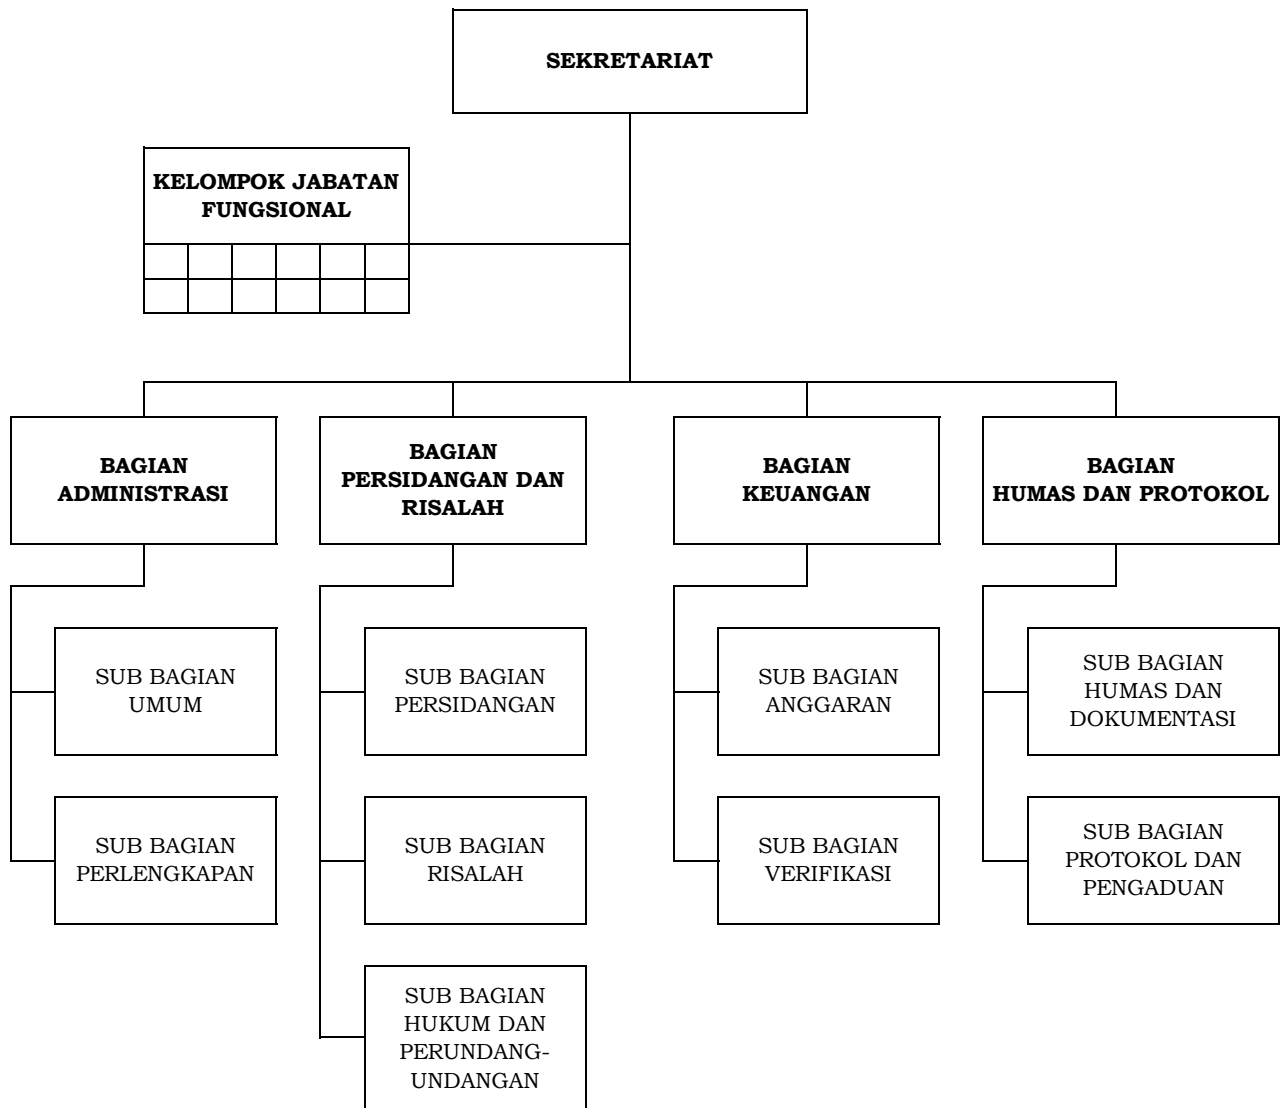 SEKRETARIAT
KELOMPOK JABATAN
FUNGSIONAL
BAGIAN
ADMINISTRASI
BAGIAN
PERSIDANGAN DAN
RISALAH
BAGIAN
KEUANGAN
BAGIAN
HUMAS DAN PROTOKOL
SUB BAGIAN
UMUM
SUB BAGIAN
PERSIDANGAN
SUB BAGIAN
ANGGARAN
SUB BAGIAN
HUMAS DAN
DOKUMENTASI
SUB BAGIAN
PERLENGKAPAN
SUB BAGIAN
RISALAH
SUB BAGIAN
VERIFIKASI
SUB BAGIAN
PROTOKOL DAN
PENGADUAN
SUB BAGIAN
HUKUM DAN
PERUNDANG-
UNDANGAN